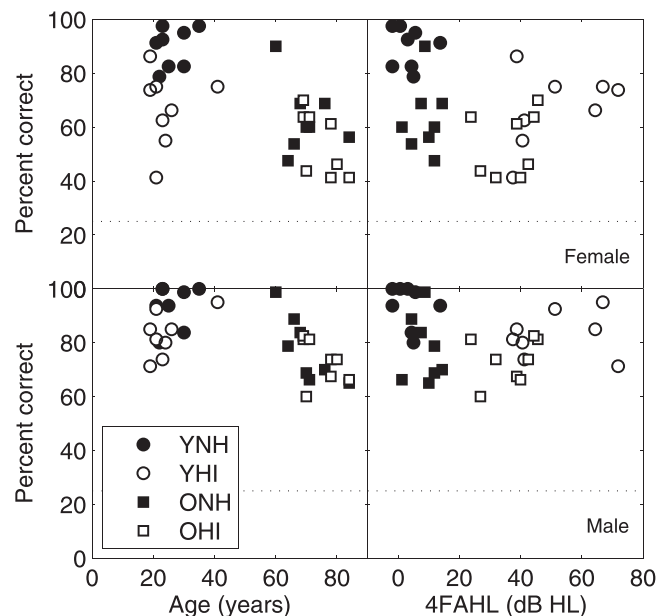 Percent correct
100
80
60
40
20
Female
Percent correct
100
80
60
40
20
0
YNH
YHI
ONH
OHI
Male
0 20 40 60 80
0 20 40 60 80
Age (years)
4FAHL (dB HL)